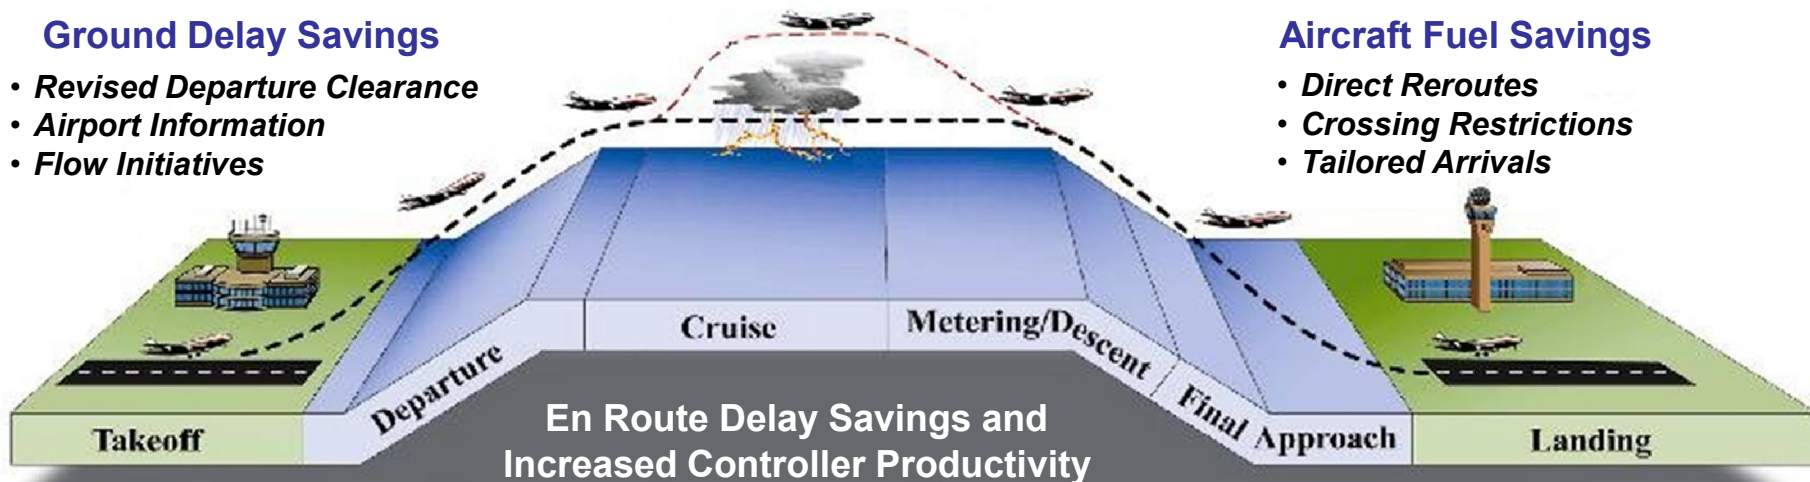 Ground Delay Savings
• Revised Departure Clearance
• Airport Information
• Flow Initiatives
Aircraft Fuel Savings
• Direct Reroutes
• Crossing Restrictions
• Tailored Arrivals
Takeoff
Departure
Cruise
Metering/Descent
Final Approach
Landing
En Route Delay Savings and
Increased Controller Productivity